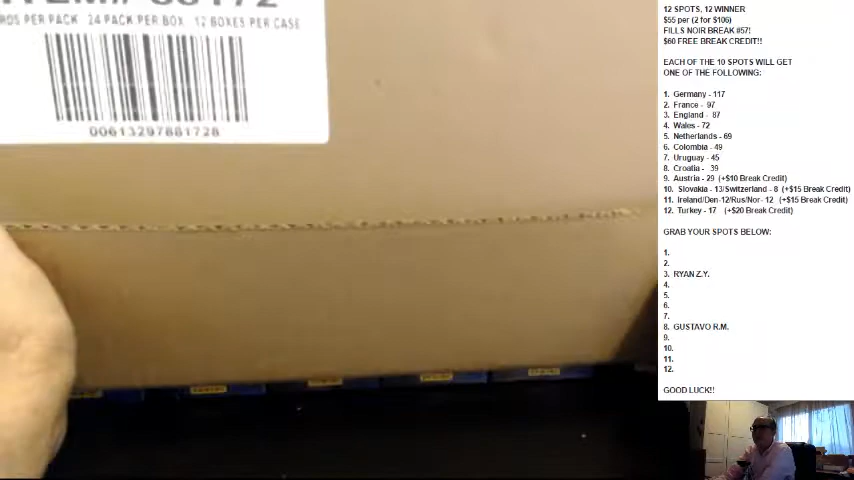 RDS PER PACK 24 PACK PER BOX 12 BOXES PER CASE
00613297881728
12 SPOTS, 12 WINNER
$55 per (2 for $106)
FILLS NOIR BREAK #57!
$60 FREE BREAK CREDIT!!
EACH OF THE 10 SPOTS WILL GET
ONE OF THE FOLLOWING:
1. Germany - 117
2. France - 97
3. England - 87
4. Wales - 72
5. Netherlands - 69
6. Colombia - 49
7. Uruguay - 45
8. Croatia - 39
9. Austria - 29 (+$10 Break Credit)
10. Slovakia - 13/Switzerland - 8 (+$15 Break Credit)
11. Ireland/Den-12/Rus/Nor- 12 (+$15 Break Credit)
12. Turkey - 17 (+$20 Break Credit)
GRAB YOUR SPOTS BELOW:
1.
2.
3. RYAN Z.Y.
4.
5.
6.
7.
8. GUSTAVO R.M.
9.
10.
11.
12.
GOOD LUCK!!